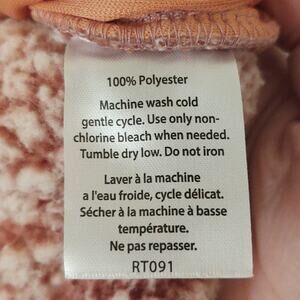 100% Polyester
Machine wash cold
gentle cycle. Use only non-
chlorine bleach when needed.
Tumble dry low. Do not iron
Laver à la machine
a l'eau froide, cycle délicat.
Sécher à la machine à basse
température.
Ne pas repasser.
RT091